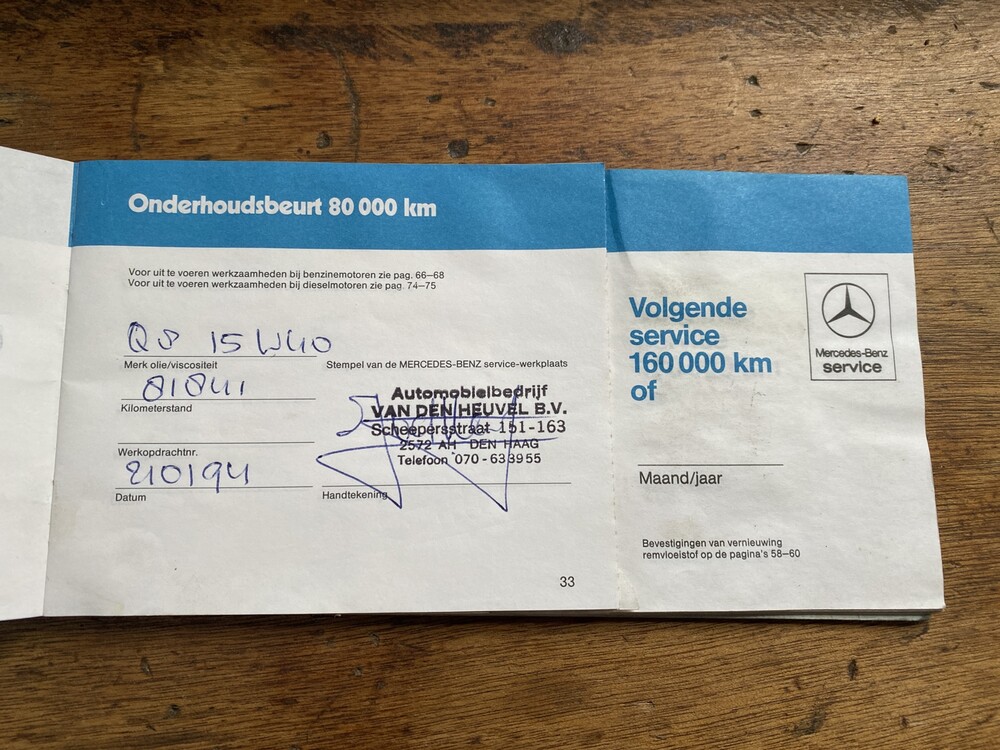 Onderhoudsbeurt 80 000 km
Voor uit te voeren werkzaamheden bij benzinemotoren zie pag. 66–68
Voor uit te voeren werkzaamheden bij dieselmotoren zie pag. 74–75
Q8 15W40
Merk olie/viscositeit
Stempel van de MERCEDES-BENZ service-werkplaats
81841
Kilometerstand
Automobielbedrijf
VAN DEN HEUVEL B.V.
Scheepersstraat 151-163
2572 AH DEN HAAG
Telefoon 070-633955
Werkopdrachtnr.
210194
Datum
Handtekening
33
Volgende
service
160 000 km
of
Mercedes-Benz
service
Maand/jaar
Bevestigingen van vernieuwing
remvloeistof op de pagina's 58–60